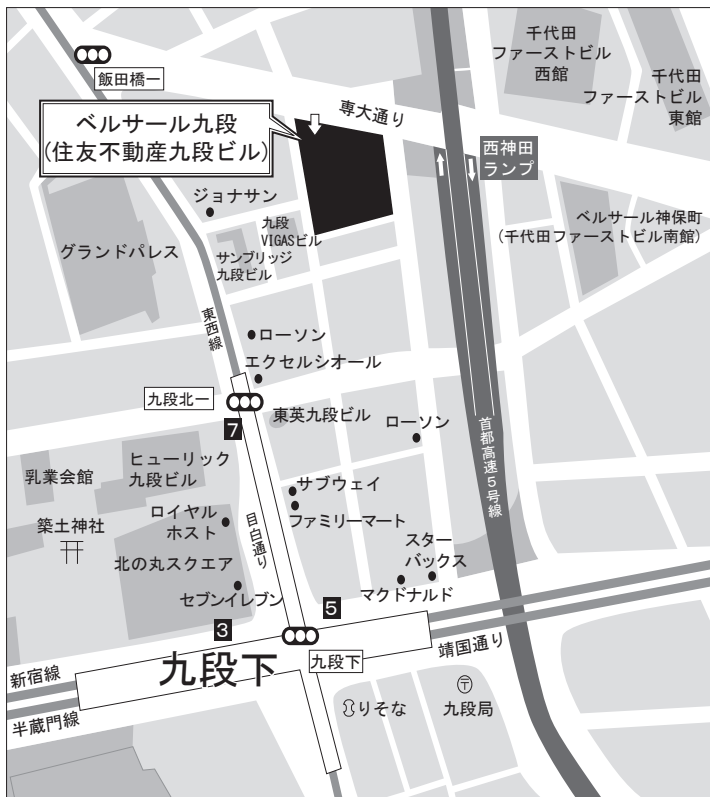 飯田橋一
ベルサール九段
(住友不動産九段ビル)
専大通り
千代田
ファーストビル
西館
千代田
ファーストビル
東館
西神田
ランプ
ジョナサン
グランドパレス
九段
VIGASビル
サンブリッジ
九段ビル
ベルサール神保町
(千代田ファーストビル南館)
東西線
ローソン
エクセルシオール
九段北一
7
東英九段ビル
ローソン
首都高速5号線
乳業会館
ヒューリック
九段ビル
サブウェイ
ファミリーマート
築土神社
ロイヤル
ホスト
目白通り
北の丸スクエア
セブンイレブン
スター
バックス
マクドナルド
5
3
九段下
九段下
靖国通り
新宿線
半蔵門線
りそな
〒
九段局